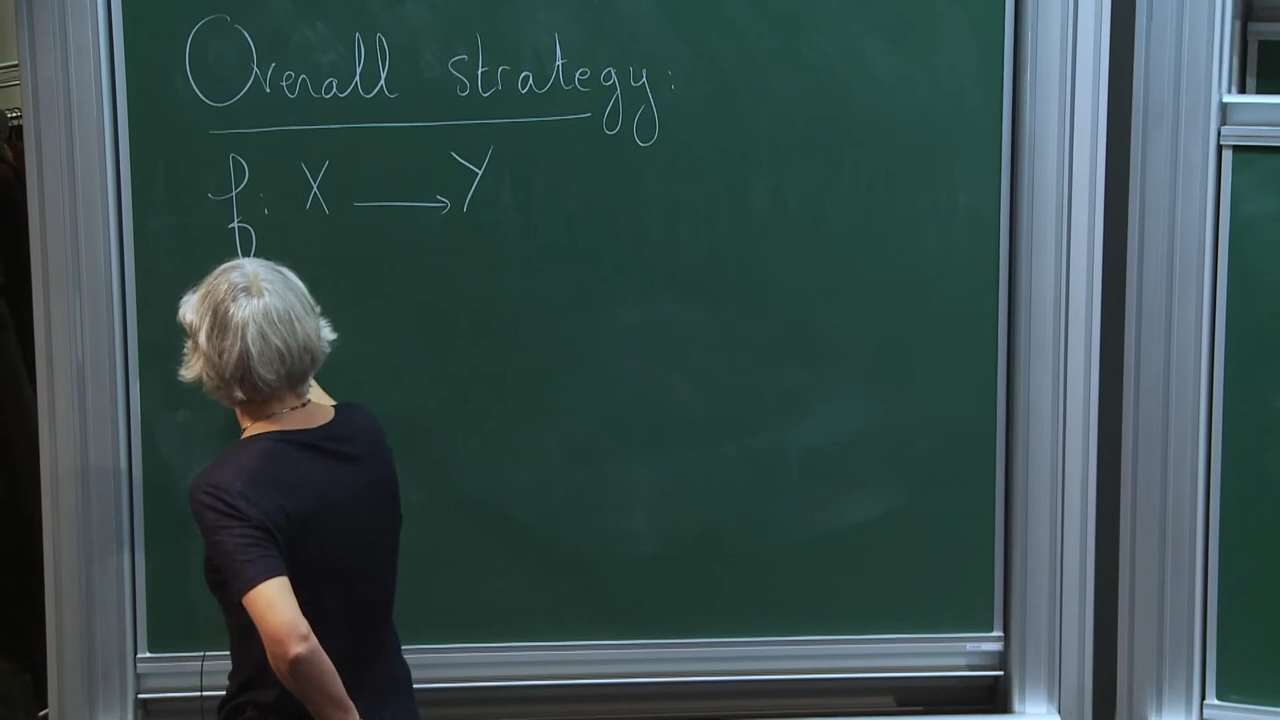 Overall strategy:
f: X ⟶ Y